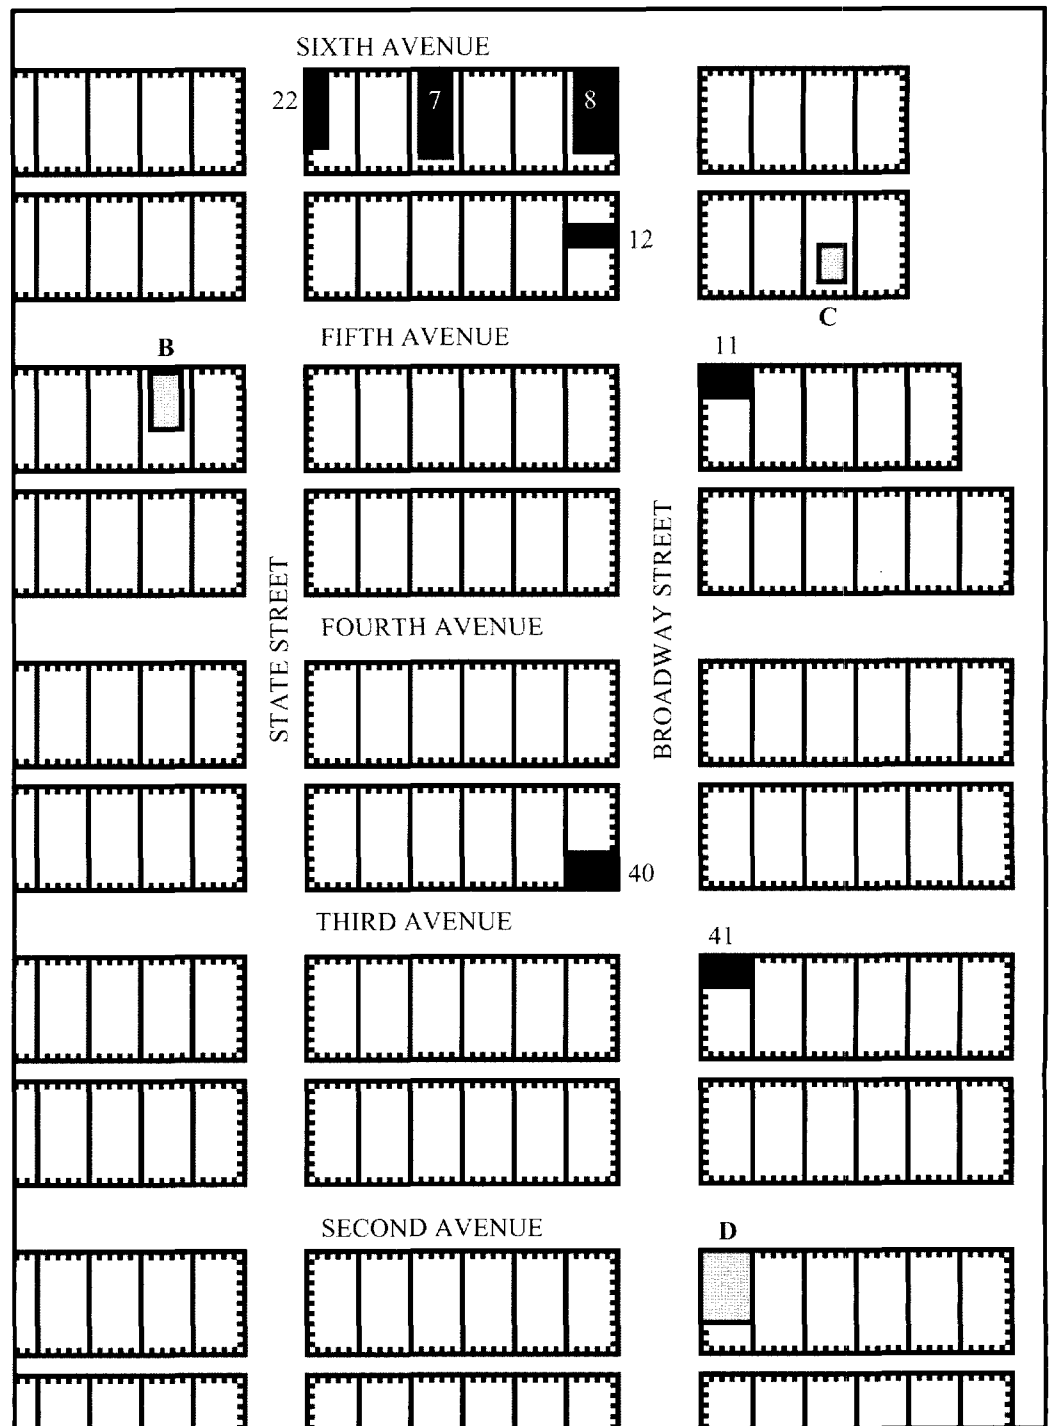 SIXTH AVENUE
22
7
8
12
C
FIFTH AVENUE
B
11
STATE STREET
BROADWAY STREET
FOURTH AVENUE
40
THIRD AVENUE
41
SECOND AVENUE
D